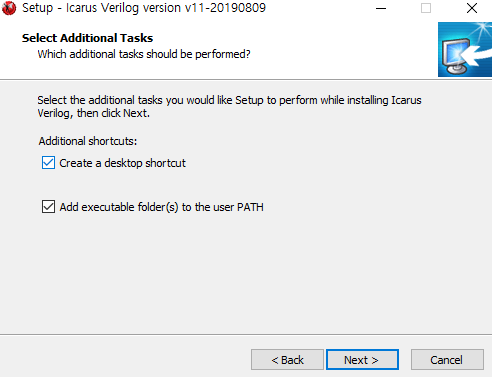 Setup - Icarus Verilog version v11-20190809
Select Additional Tasks
Which additional tasks should be performed?
Select the additional tasks you would like Setup to perform while installing Icarus
Verilog, then click Next.
Additional shortcuts:
Create a desktop shortcut
Add executable folder(s) to the user PATH
< Back
Next >
Cancel